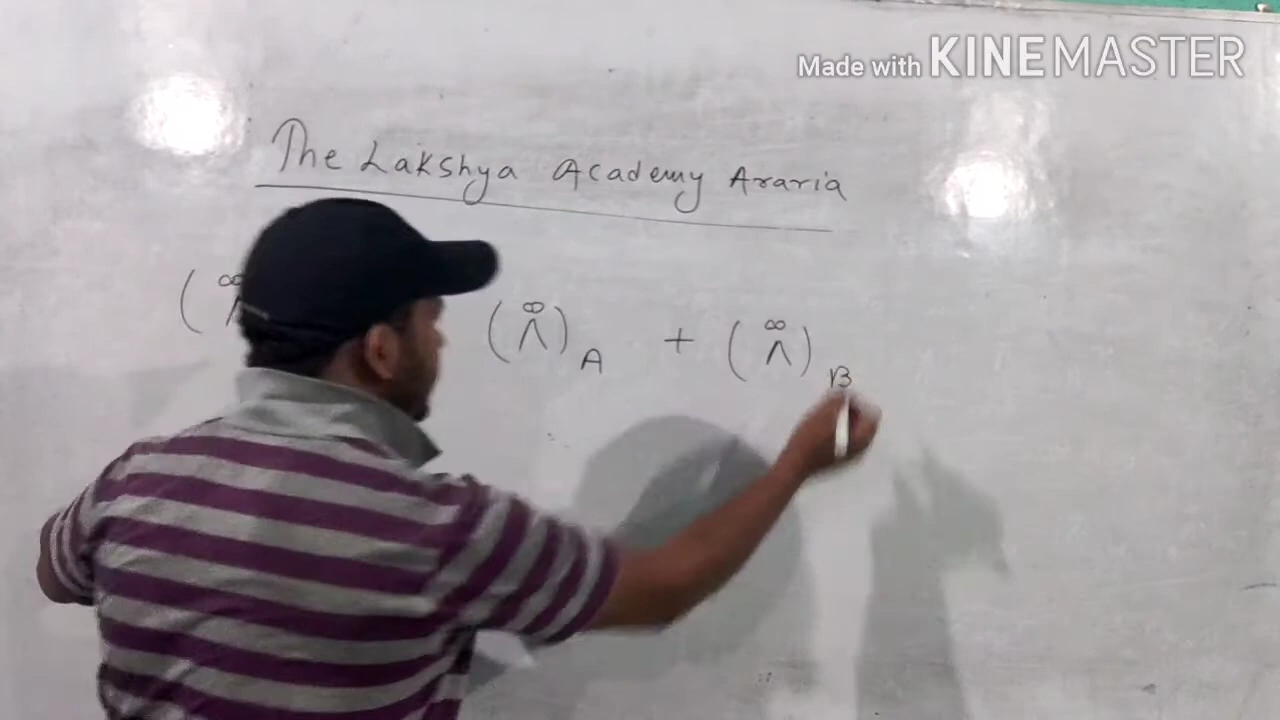 Made with KINEMASTER
The Lakshya Academy Araria
(∞ (∞ Λ) A + (∞ Λ) B